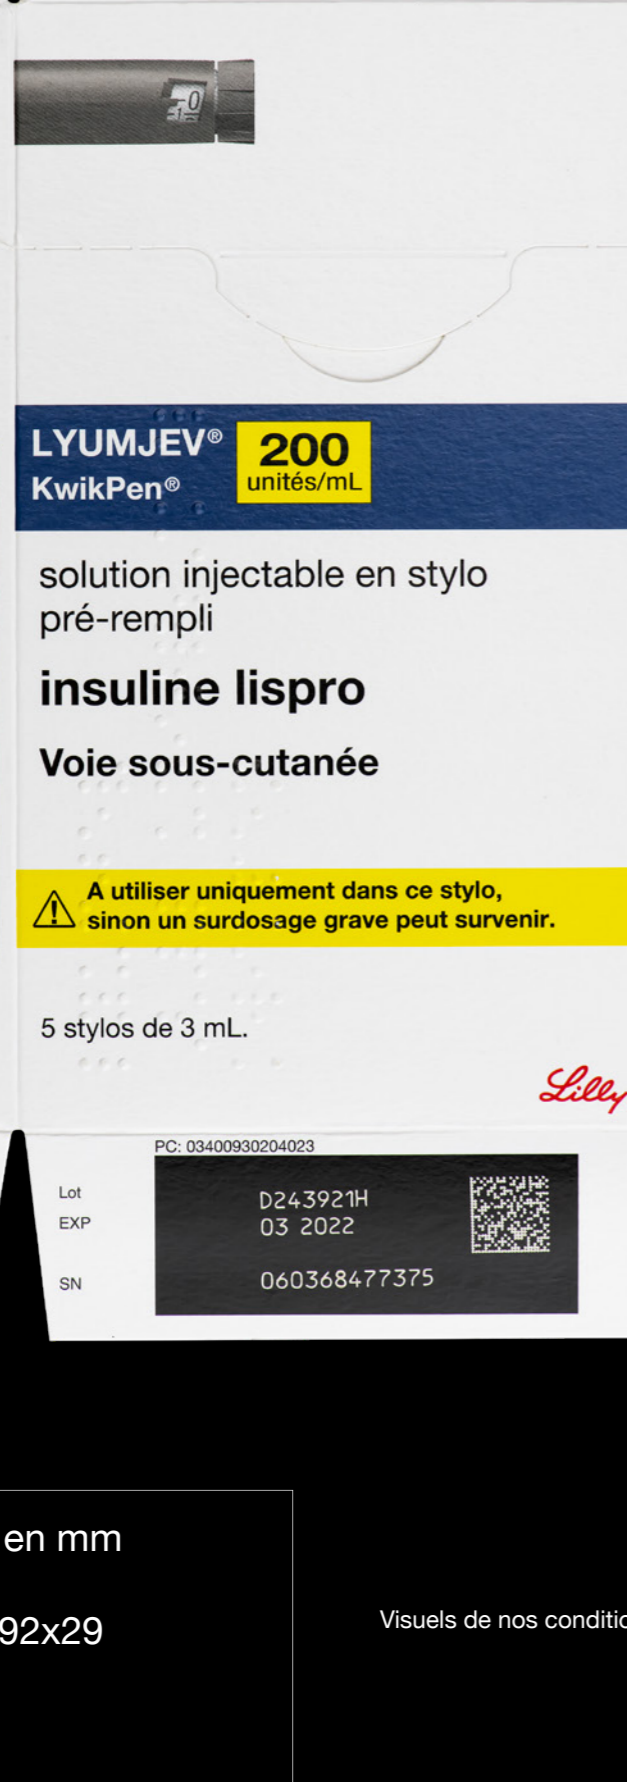 0
1
LYUMJEV®
KwikPen®
200
unités/mL
solution injectable en stylo
pré-rempli
insuline lispro
Voie sous-cutanée
A utiliser uniquement dans ce stylo,
sinon un surdosage grave peut survenir.
5 stylos de 3 mL.
Lilly
PC: 03400930204023
Lot D243921H
EXP 03 2022
SN 060368477375
en mm
92x29
Visuels de nos